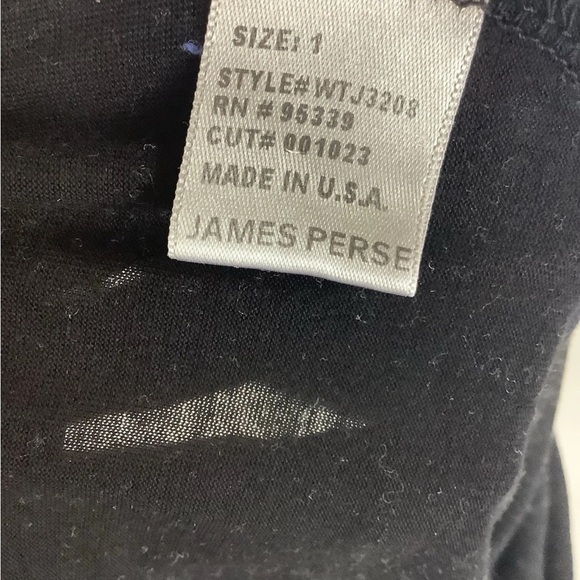 SIZE: 1
STYLE# WTJ3208
RN # 95339
CUT# 001023
MADE IN U.S.A.
JAMES PERSE